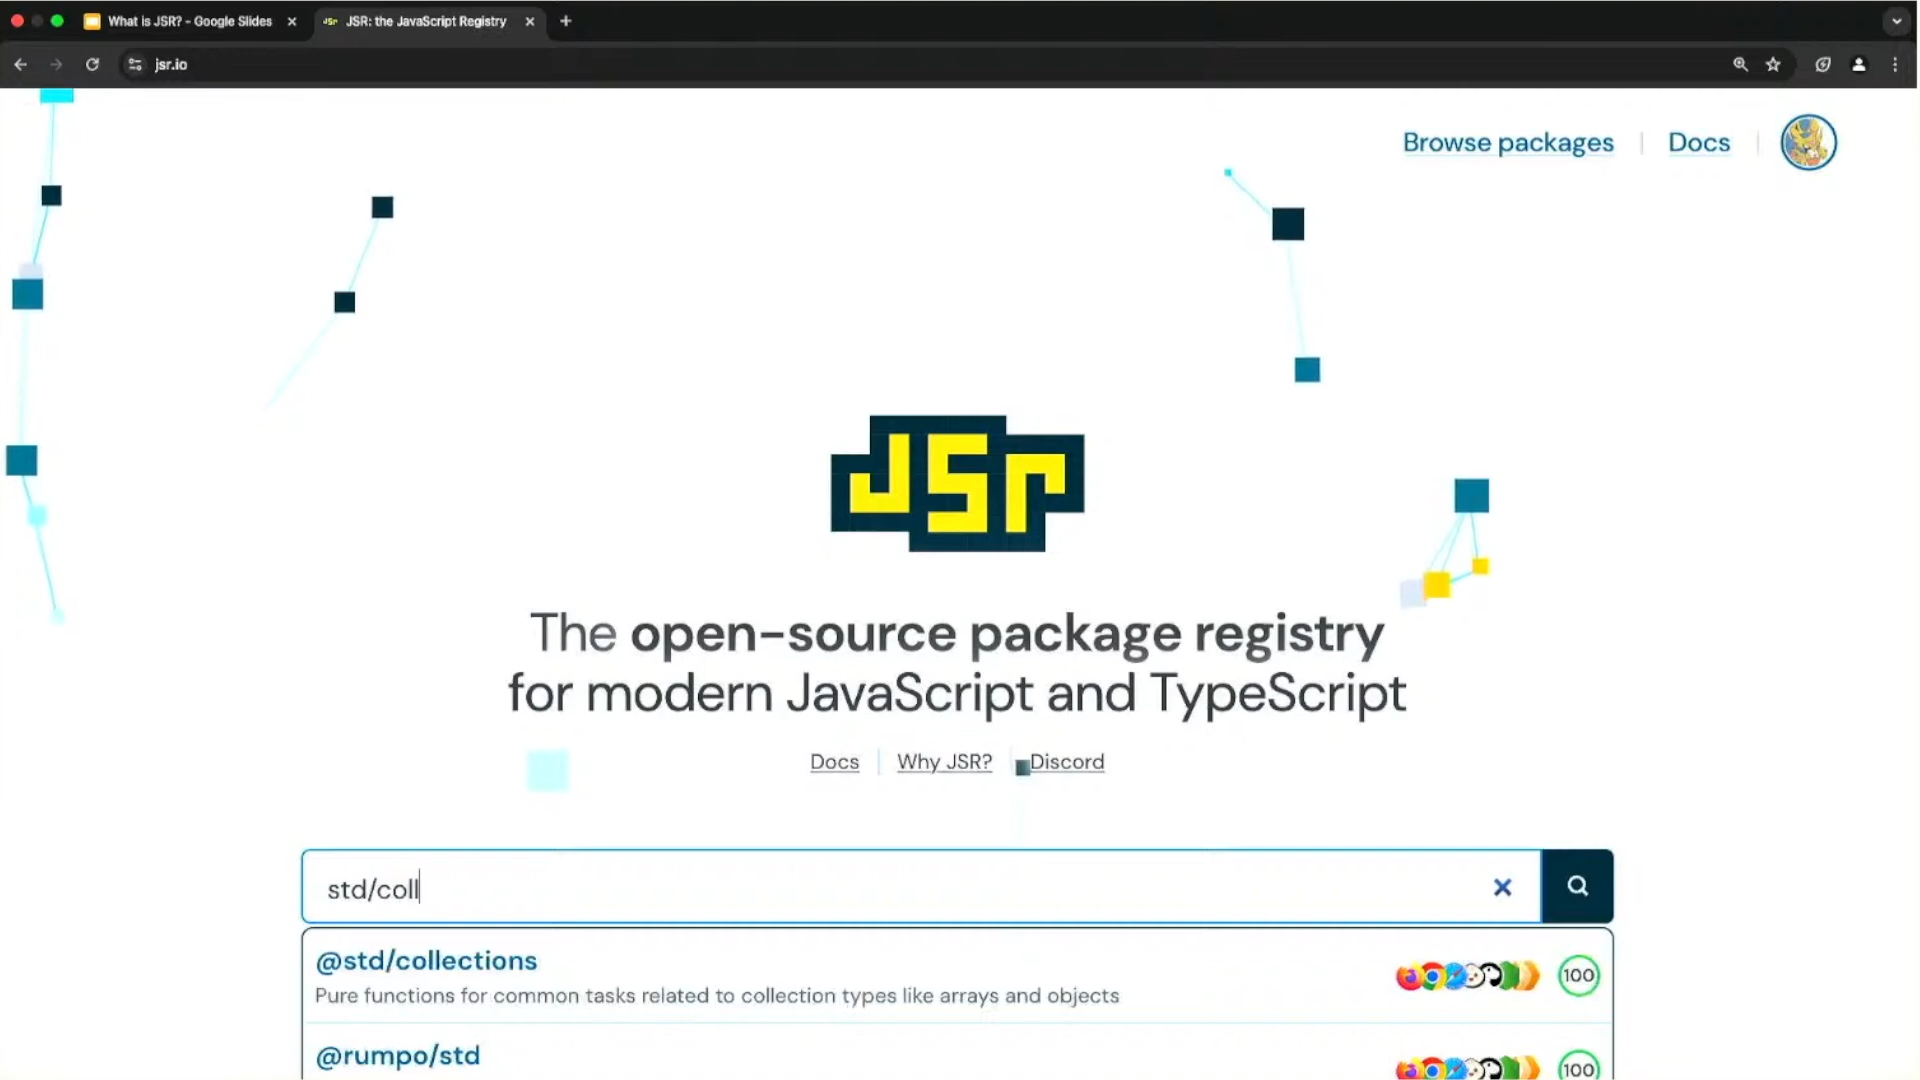 What is JSR? - Google Slides
JSR JSR: the JavaScript Registry
jsr.io
Browse packages
Docs
JSr
The open-source package registry
for modern JavaScript and TypeScript
Docs
Why JSR?
Discord
std/coll
@std/collections
Pure functions for common tasks related to collection types like arrays and objects
100
@rumpo/std
100